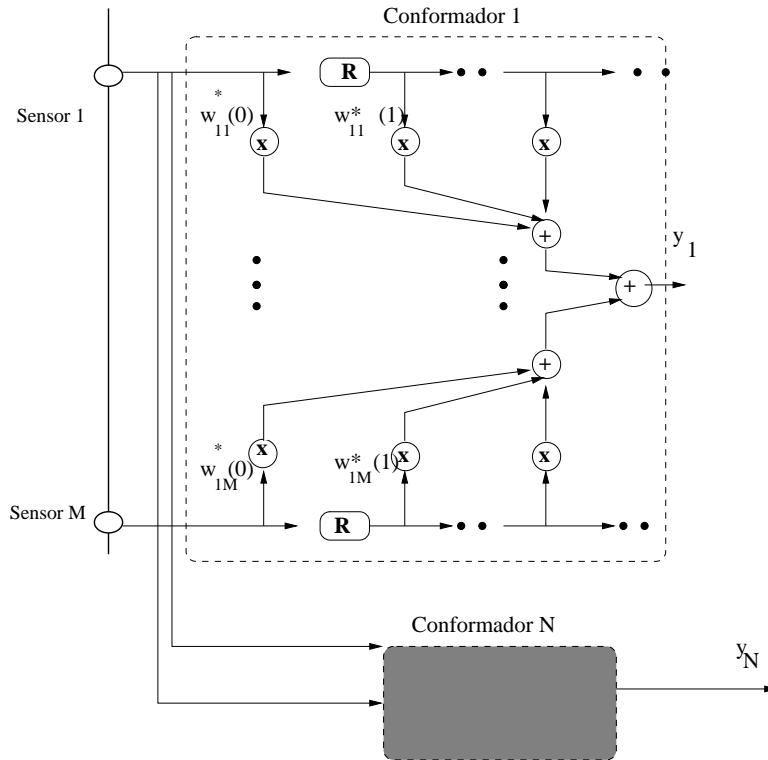 Conformador 1
R
Sensor 1
w*11(0)
w*11(1)
x x x
+
y1
+
+
w*1M(0)
w*1M(1)
x x x
Sensor M
R
Conformador N
yN